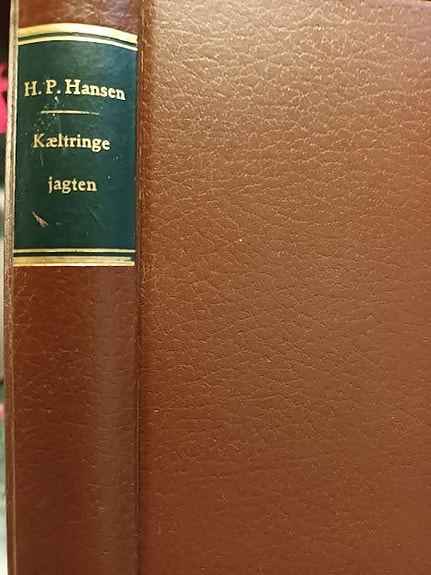 H. P. Hansen
Kæltringe
jagten